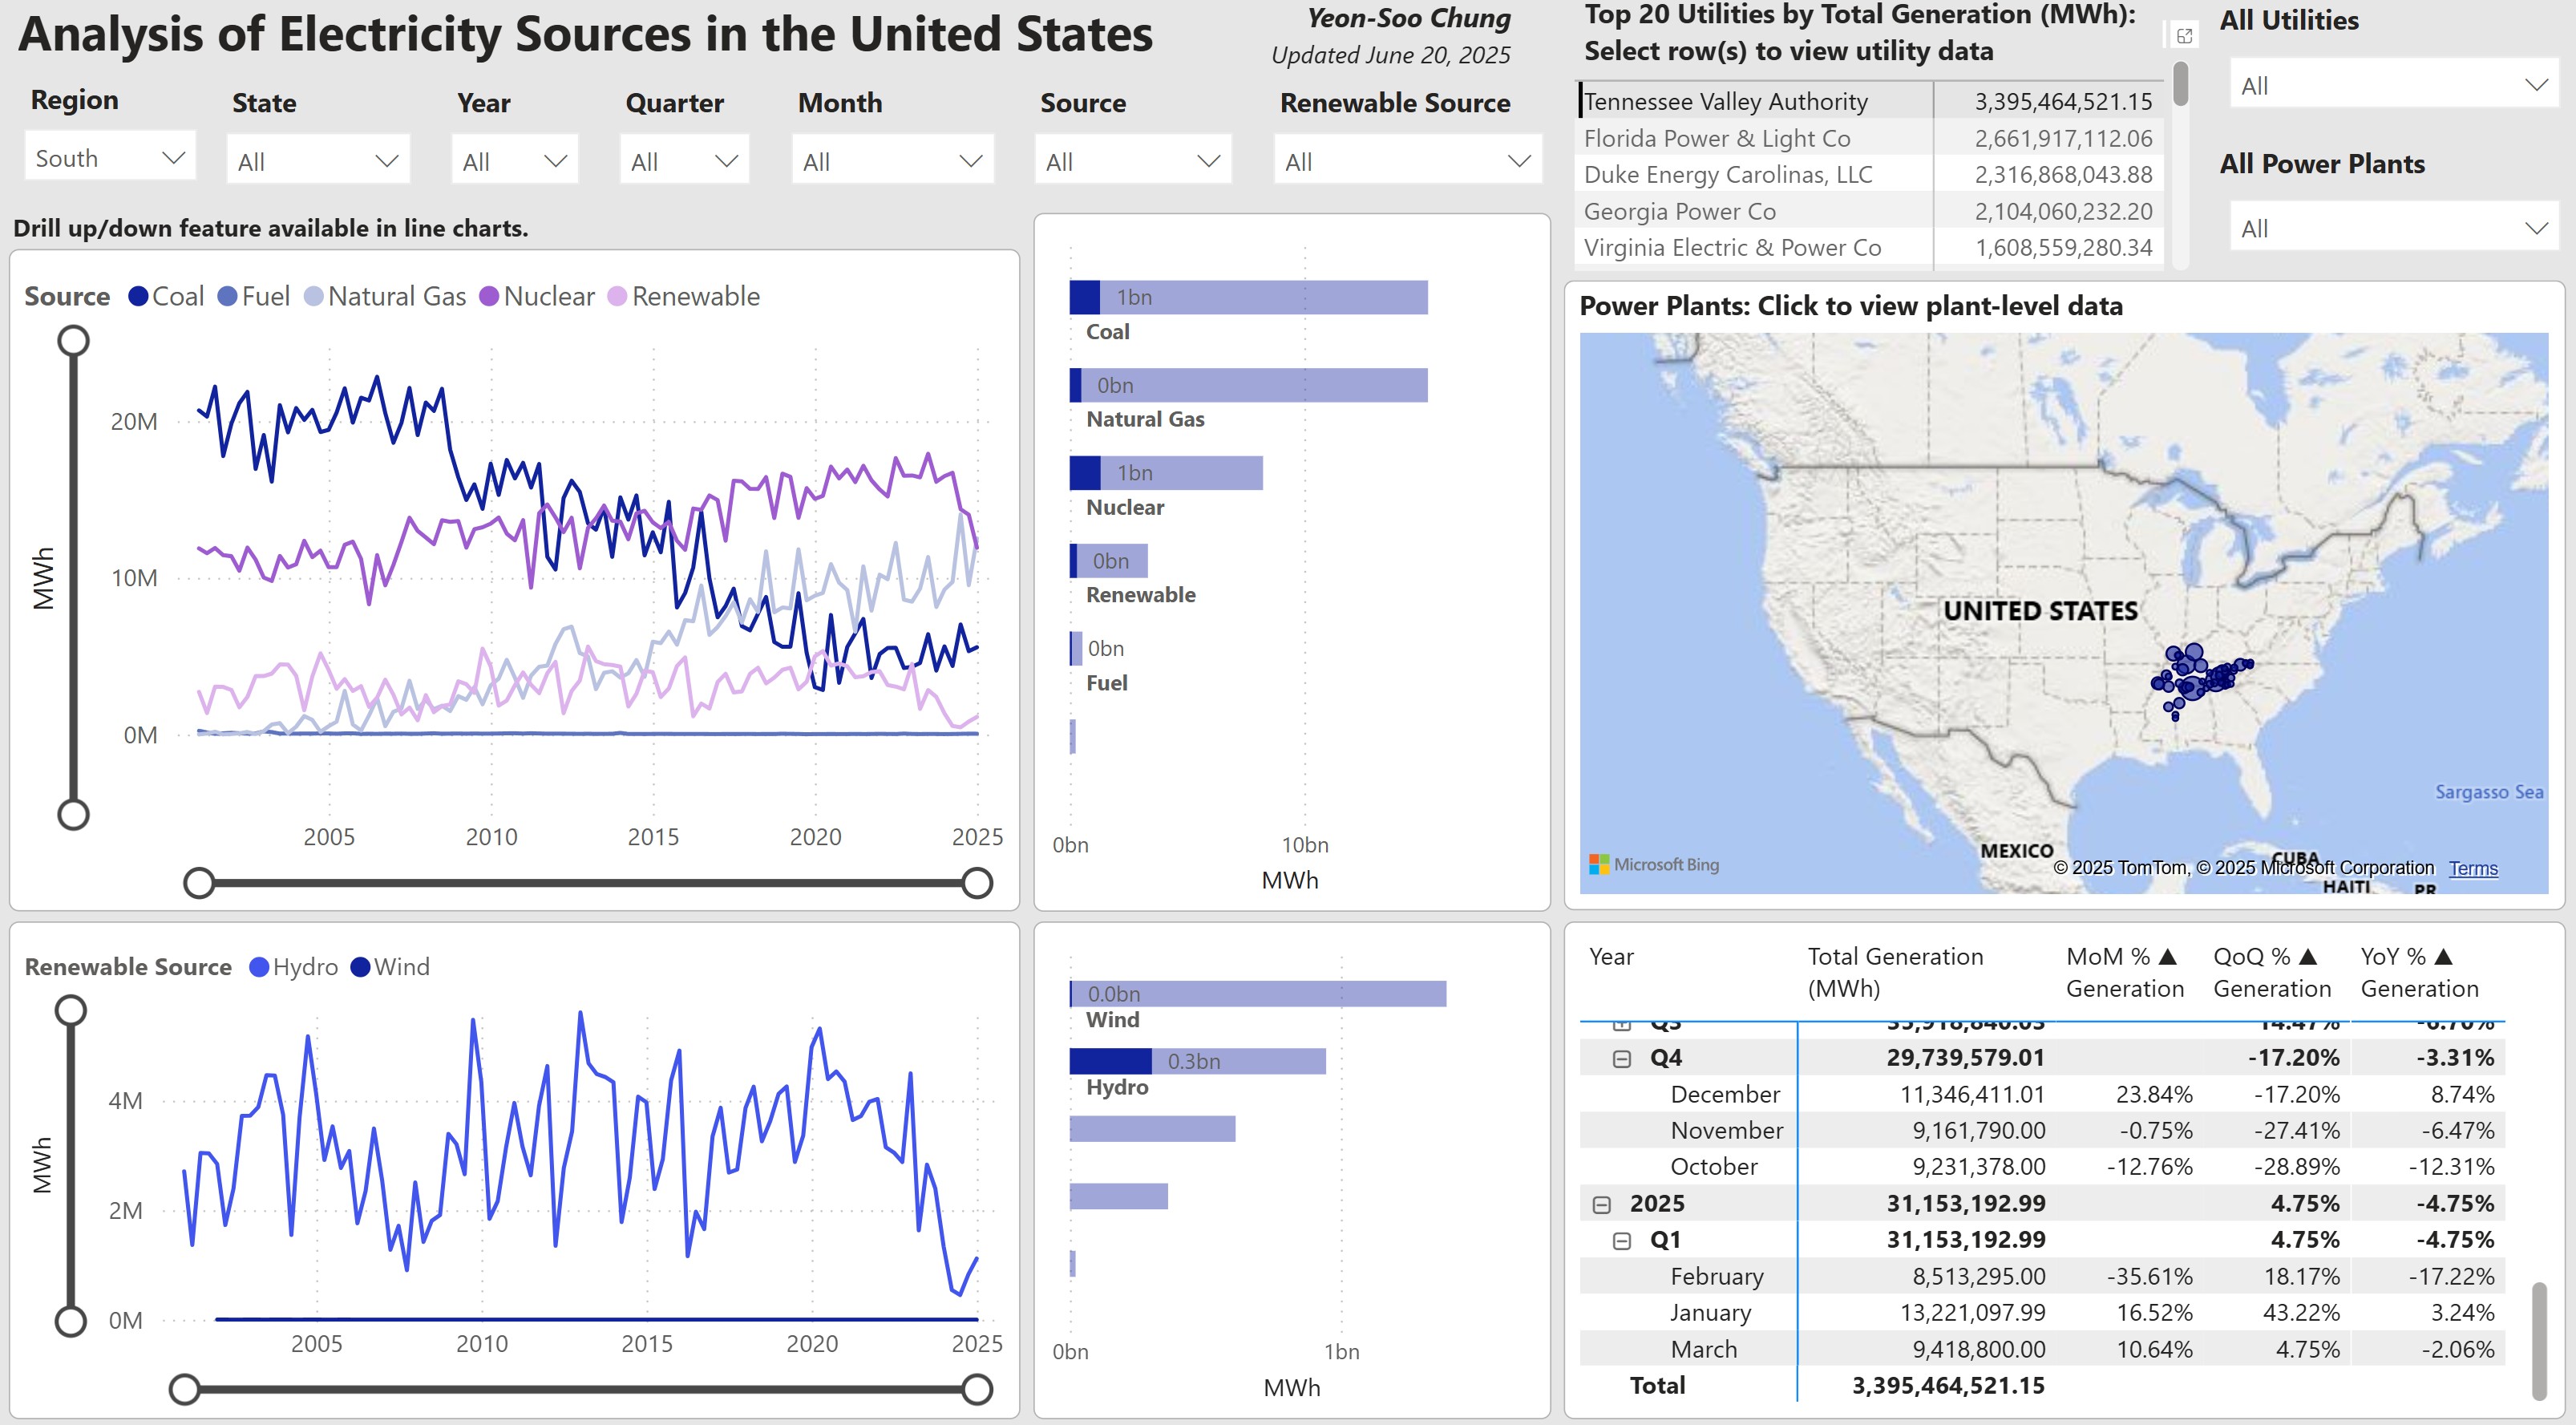 Analysis of Electricity Sources in the United States
Yeon-Soo Chung
Updated June 20, 2025
Region
State
Year
Quarter
Month
Source
Renewable Source
South
All
All
All
All
All
All
Drill up/down feature available in line charts.
Top 20 Utilities by Total Generation (MWh):
Select row(s) to view utility data
Tennessee Valley Authority 3,395,464,521.15
Florida Power & Light Co 2,661,917,112.06
Duke Energy Carolinas, LLC 2,316,868,043.88
Georgia Power Co 2,104,060,232.20
Virginia Electric & Power Co 1,608,559,280.34
All Utilities
All
All Power Plants
All
Source Coal Fuel Natural Gas Nuclear Renewable
MWh
20M
10M
0M
2005 2010 2015 2020 2025
1bn
Coal
0bn
Natural Gas
1bn
Nuclear
0bn
Renewable
0bn
Fuel
0bn 10bn
MWh
Power Plants: Click to view plant-level data
UNITED STATES
MEXICO
CUBA
HAITI
PR
Sargasso Sea
Microsoft Bing
© 2025 TomTom, © 2025 Microsoft Corporation Terms
Renewable Source Hydro Wind
MWh
4M
2M
0M
2005 2010 2015 2020 2025
0.0bn
Wind
0.3bn
Hydro
0bn 1bn
MWh
Year Total Generation MoM % ▲ QoQ % ▲ YoY % ▲
(MWh) Generation Generation Generation
Q3 35,918,840.03 14.47% -6.70%
Q4 29,739,579.01 -17.20% -3.31%
December 11,346,411.01 23.84% -17.20% 8.74%
November 9,161,790.00 -0.75% -27.41% -6.47%
October 9,231,378.00 -12.76% -28.89% -12.31%
2025 31,153,192.99 4.75% -4.75%
Q1 31,153,192.99 4.75% -4.75%
February 8,513,295.00 -35.61% 18.17% -17.22%
January 13,221,097.99 16.52% 43.22% 3.24%
March 9,418,800.00 10.64% 4.75% -2.06%
Total 3,395,464,521.15